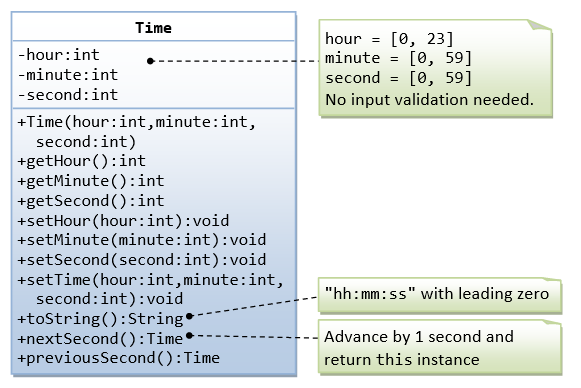 Time
-hour:int
-minute:int
-second:int
hour = [0, 23]
minute = [0, 59]
second = [0, 59]
No input validation needed.
+Time(hour:int,minute:int,
second:int)
+getHour():int
+getMinute():int
+getSecond():int
+setHour(hour:int):void
+setMinute(minute:int):void
+setSecond(second:int):void
+setTime(hour:int,minute:int,
second:int):void
+toString():String
"hh:mm:ss" with leading zero
+nextSecond():Time
Advance by 1 second and
return this instance
+previousSecond():Time